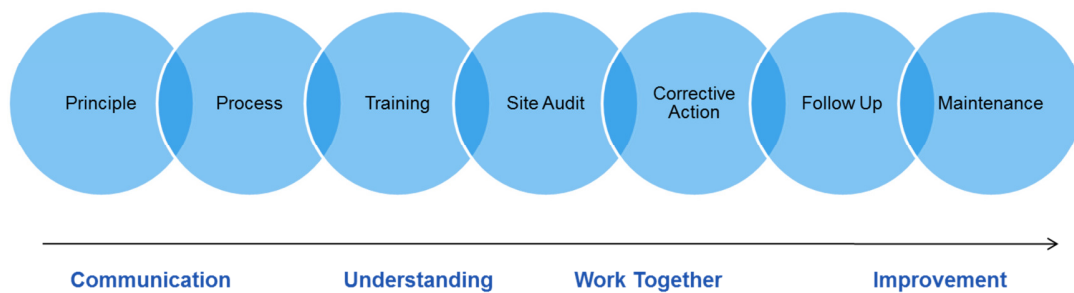 Principle
Process
Training
Site Audit
Corrective
Action
Follow Up
Maintenance
Communication
Understanding
Work Together
Improvement